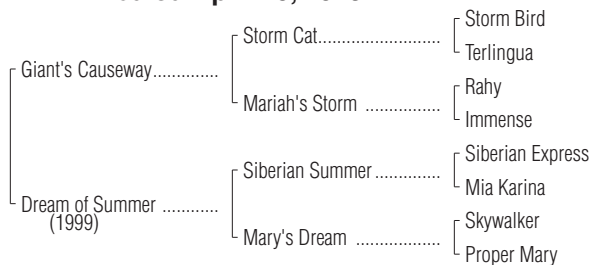 Storm Bird
Storm Cat........................
Terlingua
Giant's Causeway.............
Rahy
Mariah's Storm ...............
Immense
Siberian Express
Siberian Summer.............
Mia Karina
Dream of Summer ...........
(1999)
Skywalker
Mary's Dream ..................
Proper Mary